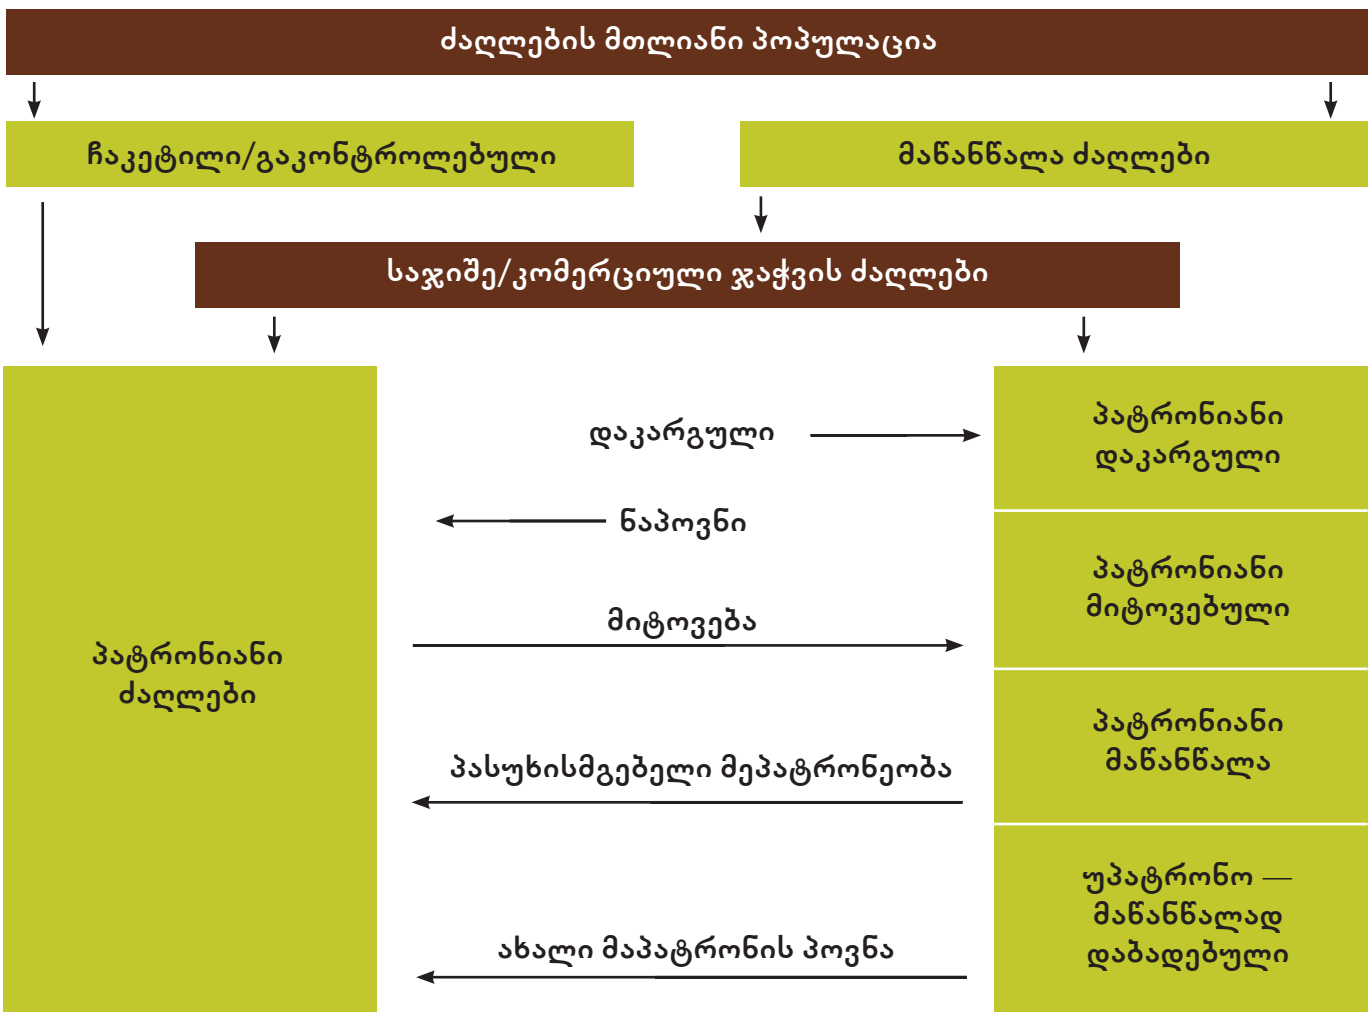 ძაღლების მთლიანი პოპულაცია
ჩაკეტილი/გაკონტროლებული
მაწანწალა ძაღლები
საჯიშე/კომერციული ჯაჭვის ძაღლები
პატრონიანი
ძაღლები
დაკარგული
ნაპოვნი
მიტოვება
პასუხისმგებელი მეპატრონეობა
ახალი მაპატრონის პოვნა
პატრონიანი
დაკარგული
პატრონიანი
მიტოვებული
პატრონიანი
მაწანწალა
უპატრონო —
მაწანწალად
დაბადებული